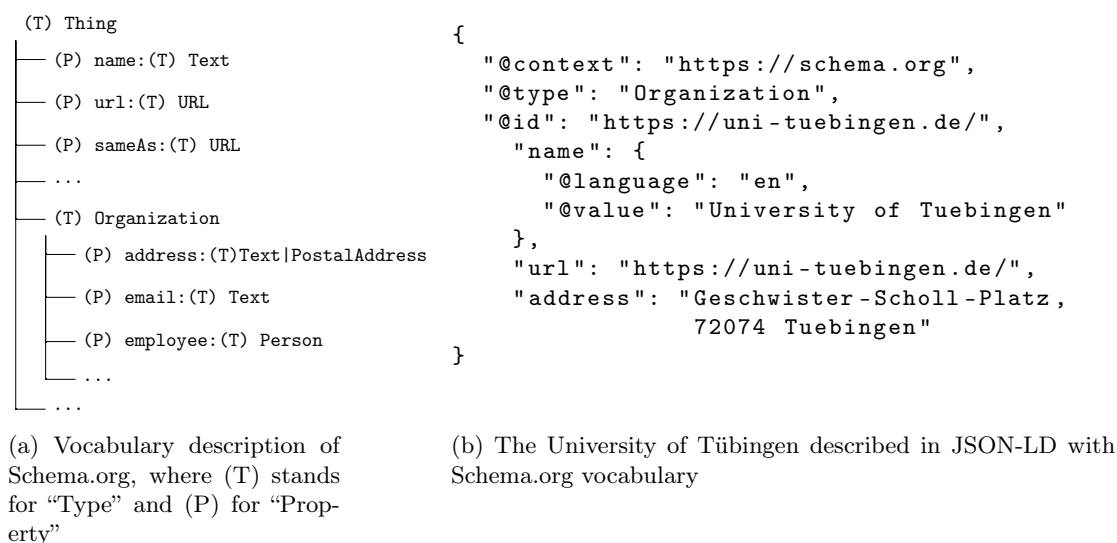 (T) Thing
(P) name:(T) Text
(P) url:(T) URL
(P) sameAs:(T) URL
...
(T) Organization
(P) address:(T)Text|PostalAddress
(P) email:(T) Text
(P) employee:(T) Person
...
...
(a) Vocabulary description of
Schema.org, where (T) stands
for “Type” and (P) for “Prop-
erty”
{
"@context": "https://schema.org",
"@type": "Organization",
"@id": "https://uni-tuebingen.de/",
"name": {
"@language": "en",
"@value": "University of Tuebingen"
},
"url": "https://uni-tuebingen.de/",
"address": "Geschwister-Scholl-Platz,
72074 Tuebingen"
}
(b) The University of Tübingen described in JSON-LD with
Schema.org vocabulary